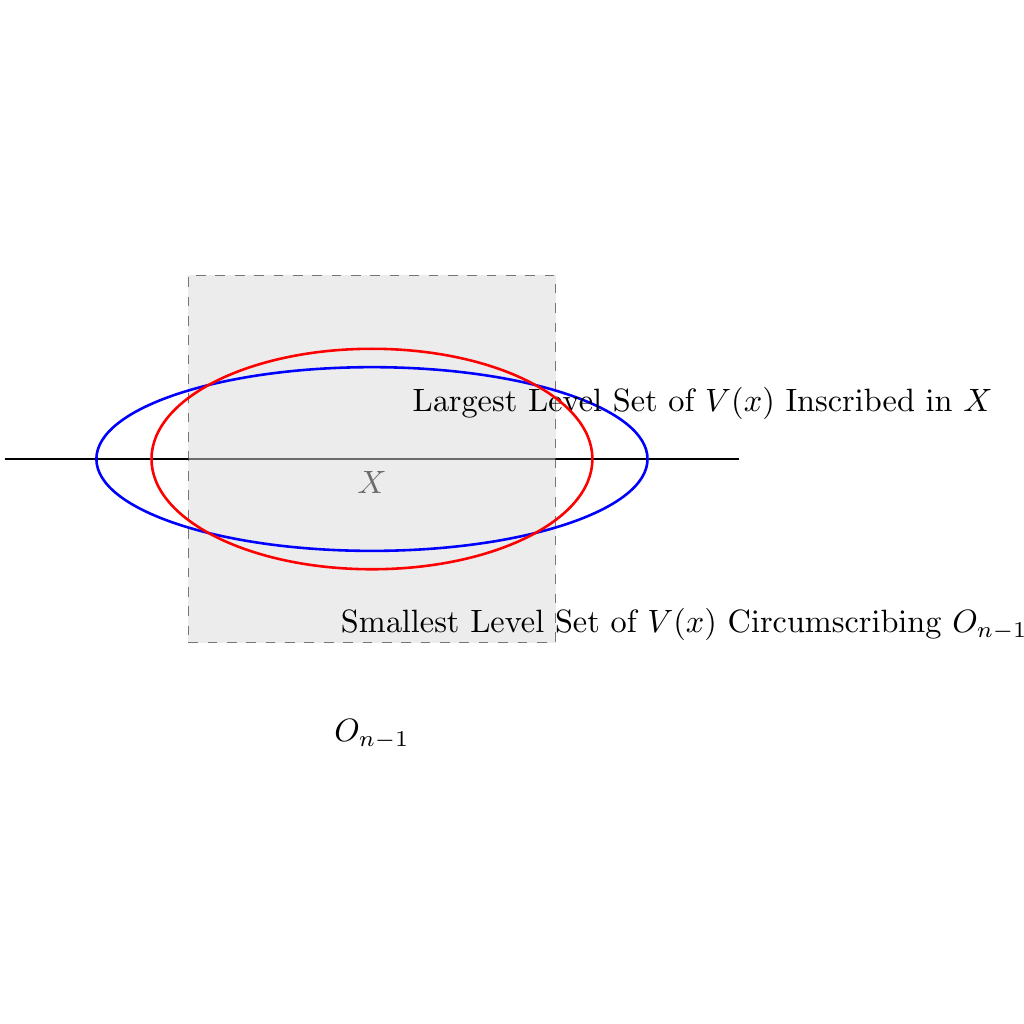 Largest Level Set of V(x) Inscribed in X
X
Smallest Level Set of V(x) Circumscribing O_{n−1}
O_{n−1}